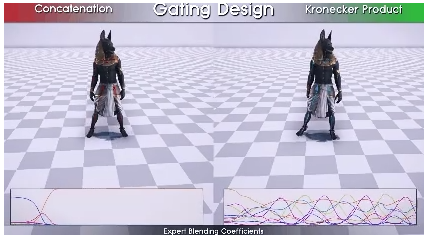 Concatenation
Gating Design
Kronecker Product
Expert Blending Coefficients